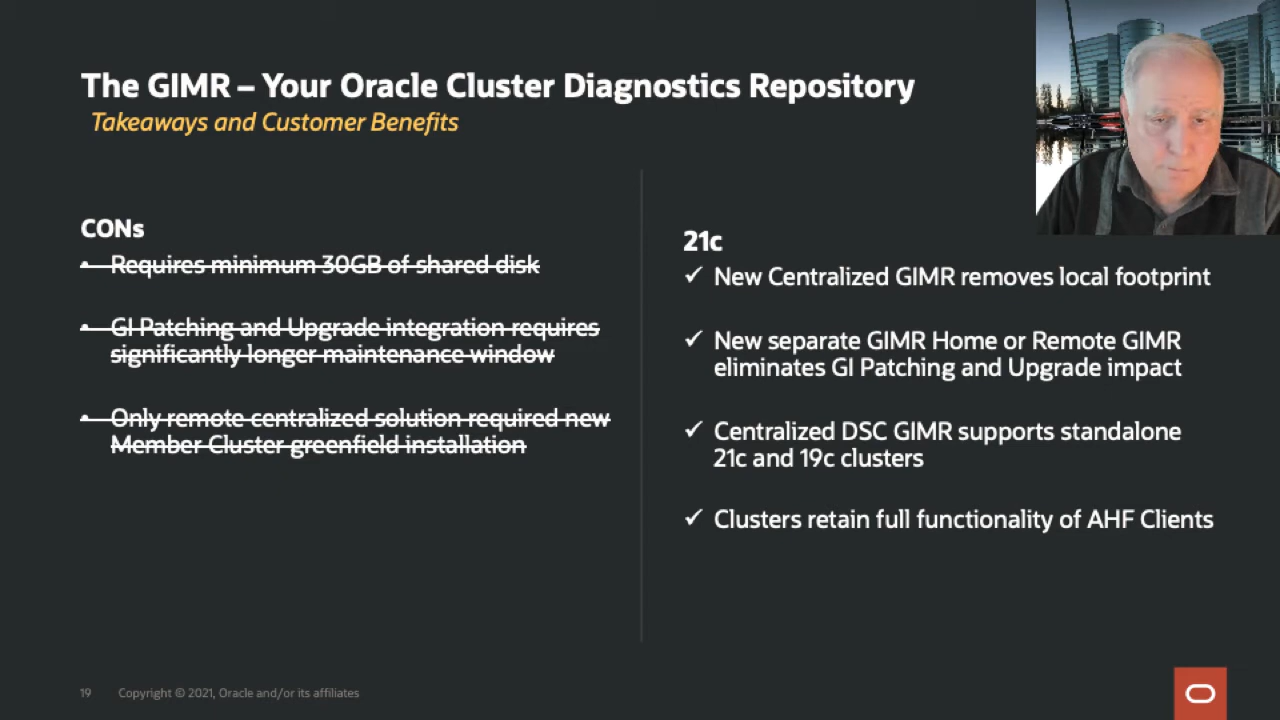 The GIMR – Your Oracle Cluster Diagnostics Repository
Takeaways and Customer Benefits
CONs
• Requires minimum 30GB of shared disk
• GI Patching and Upgrade integration requires
significantly longer maintenance window
• Only remote centralized solution required new
Member Cluster greenfield installation
21c
✓ New Centralized GIMR removes local footprint
✓ New separate GIMR Home or Remote GIMR
eliminates GI Patching and Upgrade impact
✓ Centralized DSC GIMR supports standalone
21c and 19c clusters
✓ Clusters retain full functionality of AHF Clients
19 Copyright © 2021, Oracle and/or its affiliates